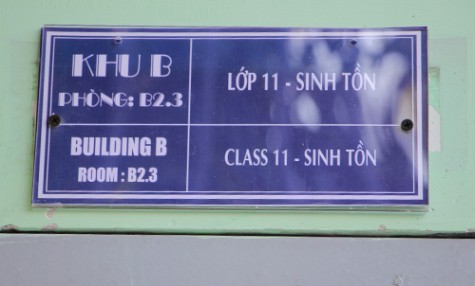 KHU B
PHÒNG: B2.3
LỚP 11 - SINH TỒN
BUILDING B
ROOM : B2.3
CLASS 11 - SINH TỒN